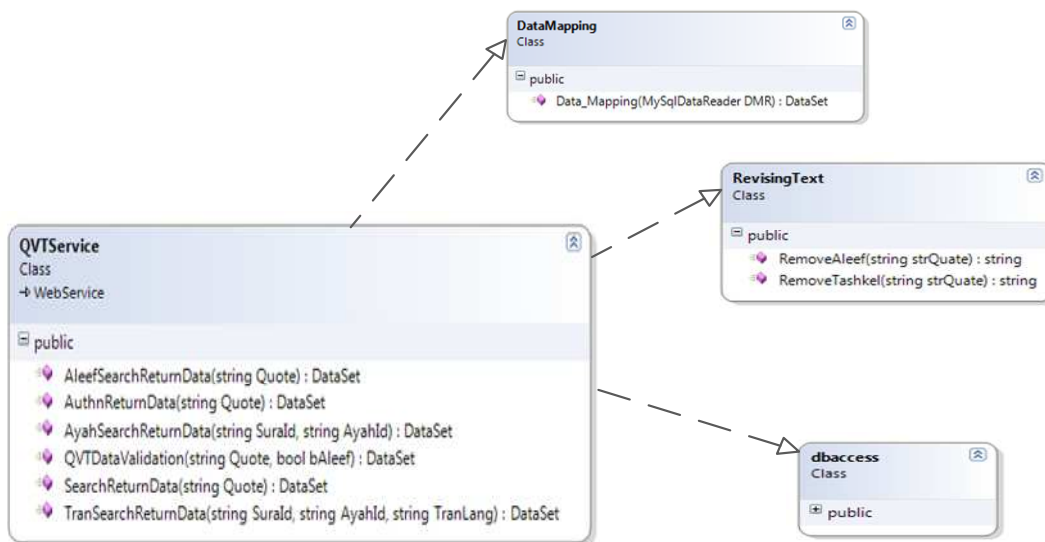 DataMapping
Class
public
Data_Mapping(MySqlDataReader DMR) : DataSet
RevisingText
Class
public
RemoveAleef(string strQuate) : string
RemoveTashkel(string strQuate) : string
QVTService
Class
WebService
public
AleefSearchReturnData(string Quote) : DataSet
AuthnReturnData(string Quote) : DataSet
AyahSearchReturnData(string SuraId, string AyahId) : DataSet
QVTDataValidation(string Quote, bool bAleef) : DataSet
SearchReturnData(string Quote) : DataSet
TranSearchReturnData(string SuraId, string AyahId, string TranLang) : DataSet
dbaccess
Class
public